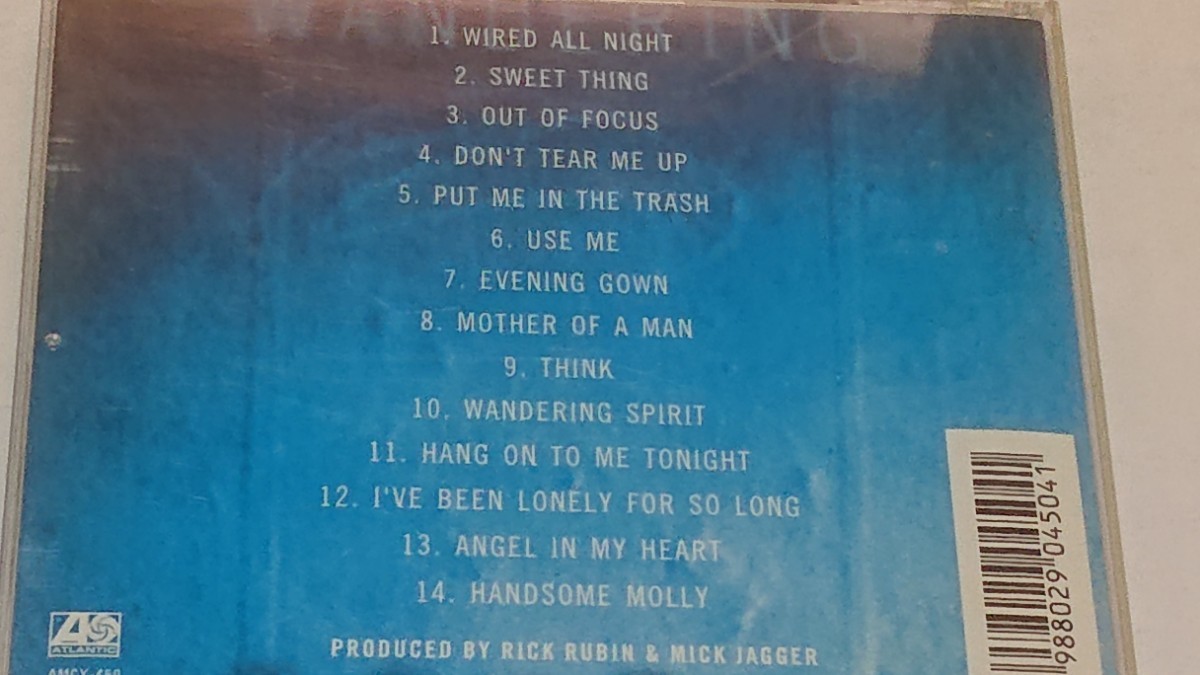 WANDERING
1. WIRED ALL NIGHT
2. SWEET THING
3. OUT OF FOCUS
4. DON'T TEAR ME UP
5. PUT ME IN THE TRASH
6. USE ME
7. EVENING GOWN
8. MOTHER OF A MAN
9. THINK
10. WANDERING SPIRIT
11. HANG ON TO ME TONIGHT
12. I'VE BEEN LONELY FOR SO LONG
13. ANGEL IN MY HEART
14. HANDSOME MOLLY
PRODUCED BY RICK RUBIN & MICK JAGGER
ATLANTIC
988029 045041